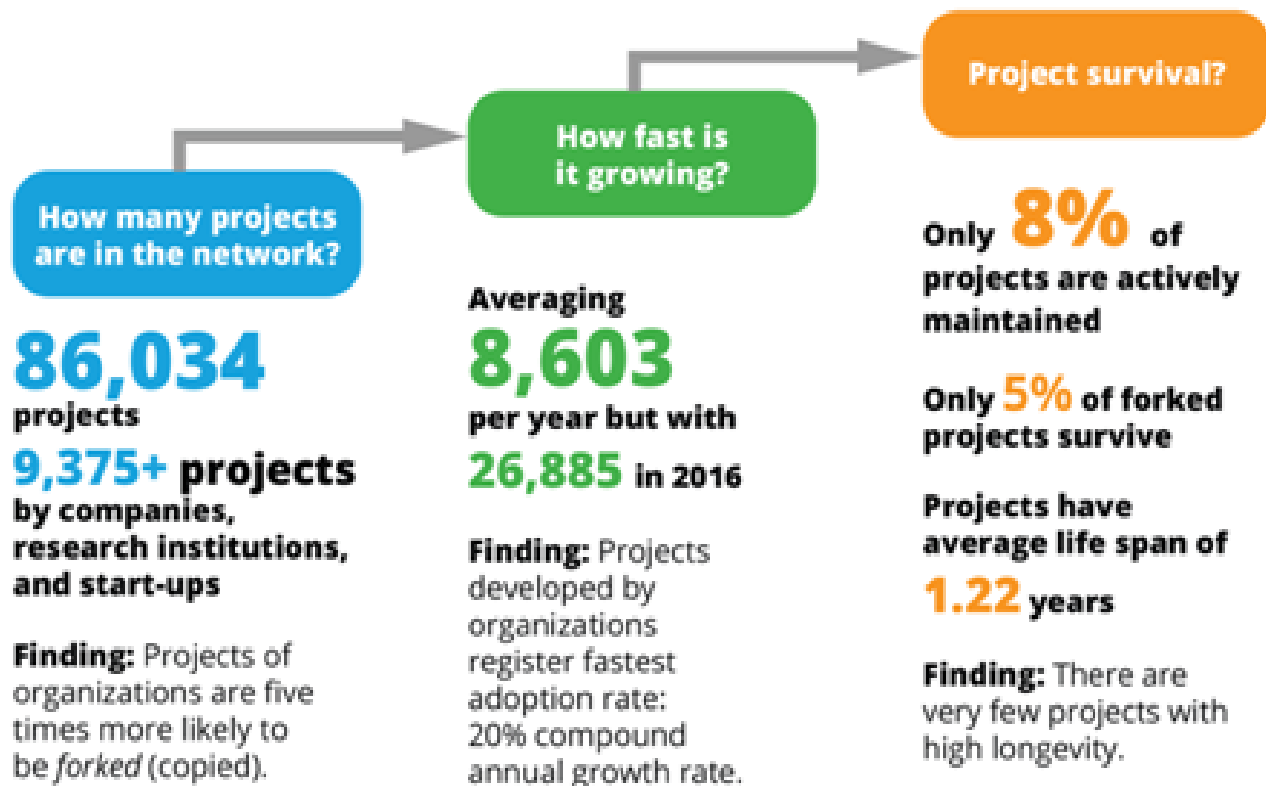 How many projects
are in the network?
86,034
projects
9,375+ projects
by companies,
research institutions,
and start-ups
Finding: Projects of
organizations are five
times more likely to
be forked (copied).
How fast is
it growing?
Averaging
8,603
per year but with
26,885 in 2016
Finding: Projects
developed by
organizations
register fastest
adoption rate:
20% compound
annual growth rate.
Project survival?
Only 8% of
projects are actively
maintained
Only 5% of forked
projects survive
Projects have
average life span of
1.22 years
Finding: There are
very few projects with
high longevity.